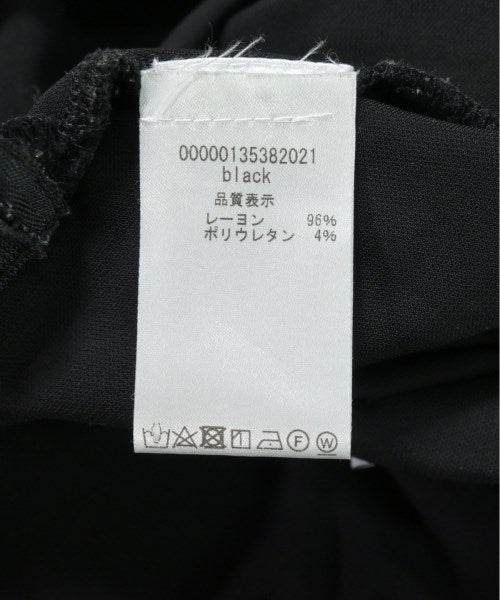 00000135382021
black
品質表示
レーヨン 96%
ポリウレタン 4%
F W